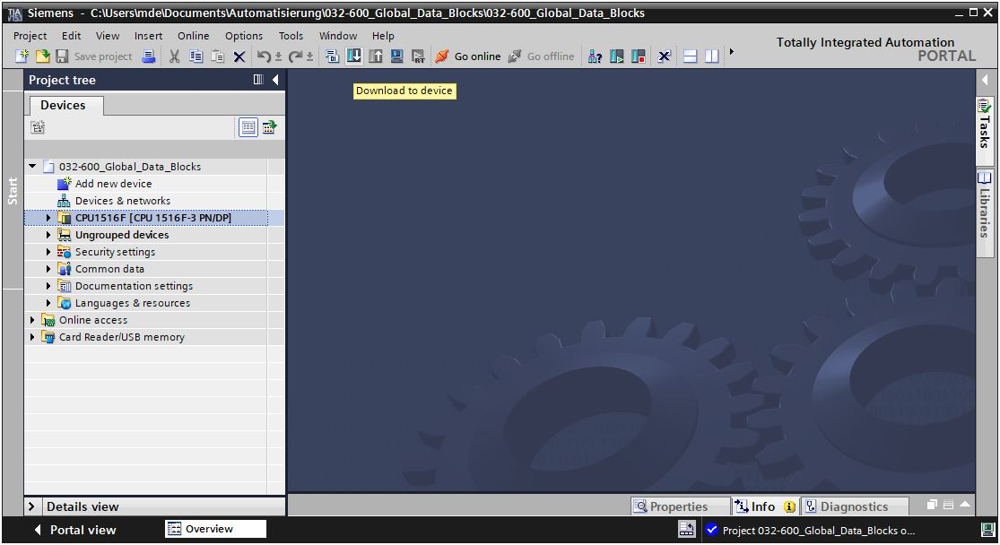 Siemens - C:\Users\mde\Documents\Automatisierung\032-600_Global_Data_Blocks\032-600_Global_Data_Blocks
Project Edit View Insert Online Options Tools Window Help
Totally Integrated Automation
PORTAL
Save project
Go online
Go offline
Download to device
Project tree
Devices
Start
032-600_Global_Data_Blocks
Add new device
Devices & networks
CPU1516F [CPU 1516F-3 PN/DP]
Ungrouped devices
Security settings
Common data
Documentation settings
Languages & resources
Online access
Card Reader/USB memory
Tasks
Libraries
Details view
Properties
Info
Diagnostics
Portal view
Overview
Project 032-600_Global_Data_Blocks o...